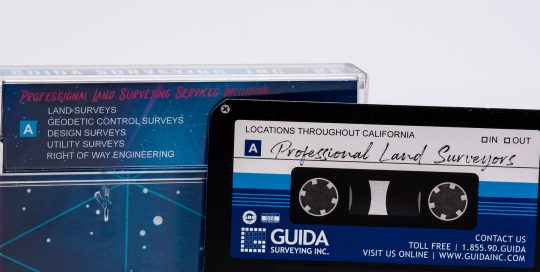 PROFESSIONAL LAND SURVEYING SERVICES INCLUDING...
A
LAND SURVEYS
GEODETIC CONTROL SURVEYS
DESIGN SURVEYS
UTILITY SURVEYS
RIGHT OF WAY ENGINEERING
LOCATIONS THROUGHOUT CALIFORNIA
IN OUT
A Professional Land Surveyors
GUIDA
SURVEYING INC.
CONTACT US
TOLL FREE | 1.855.90.GUIDA
VISIT US ONLINE | WWW.GUIDAINC.COM